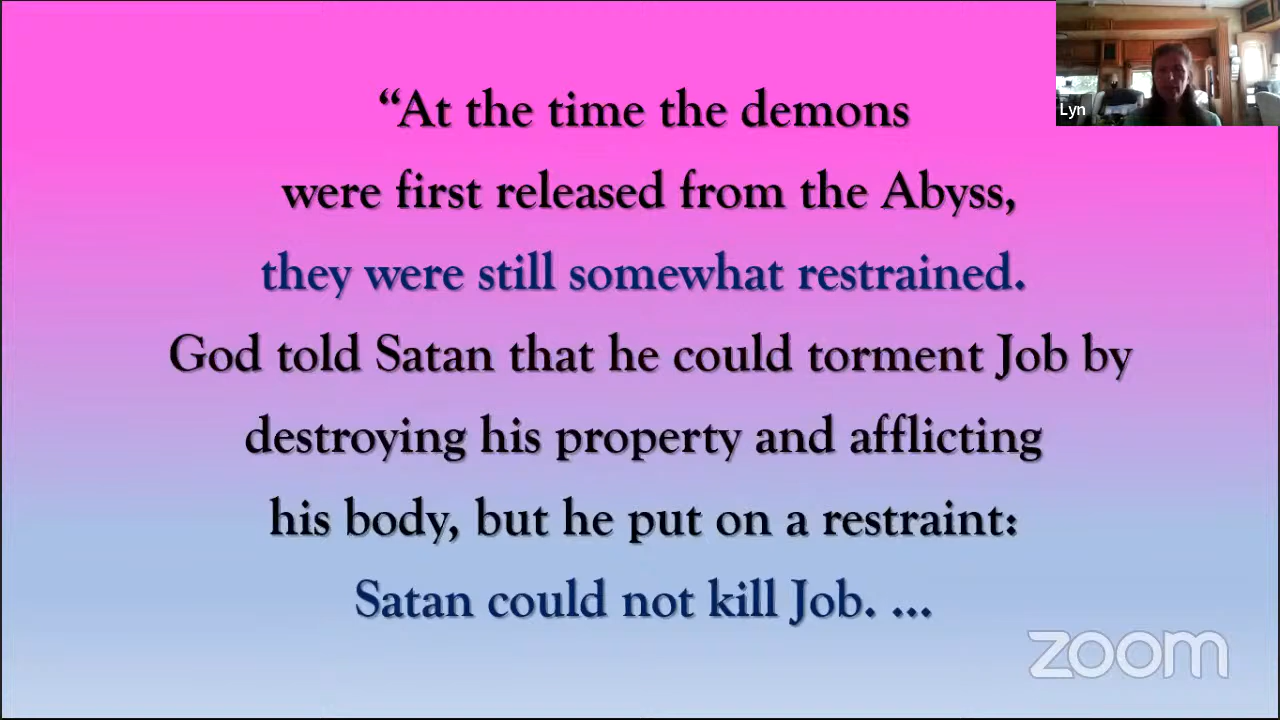 “At the time the demons
were first released from the Abyss,
they were still somewhat restrained.
God told Satan that he could torment Job by
destroying his property and afflicting
his body, but he put on a restraint:
Satan could not kill Job. ...
Lyn
zoom